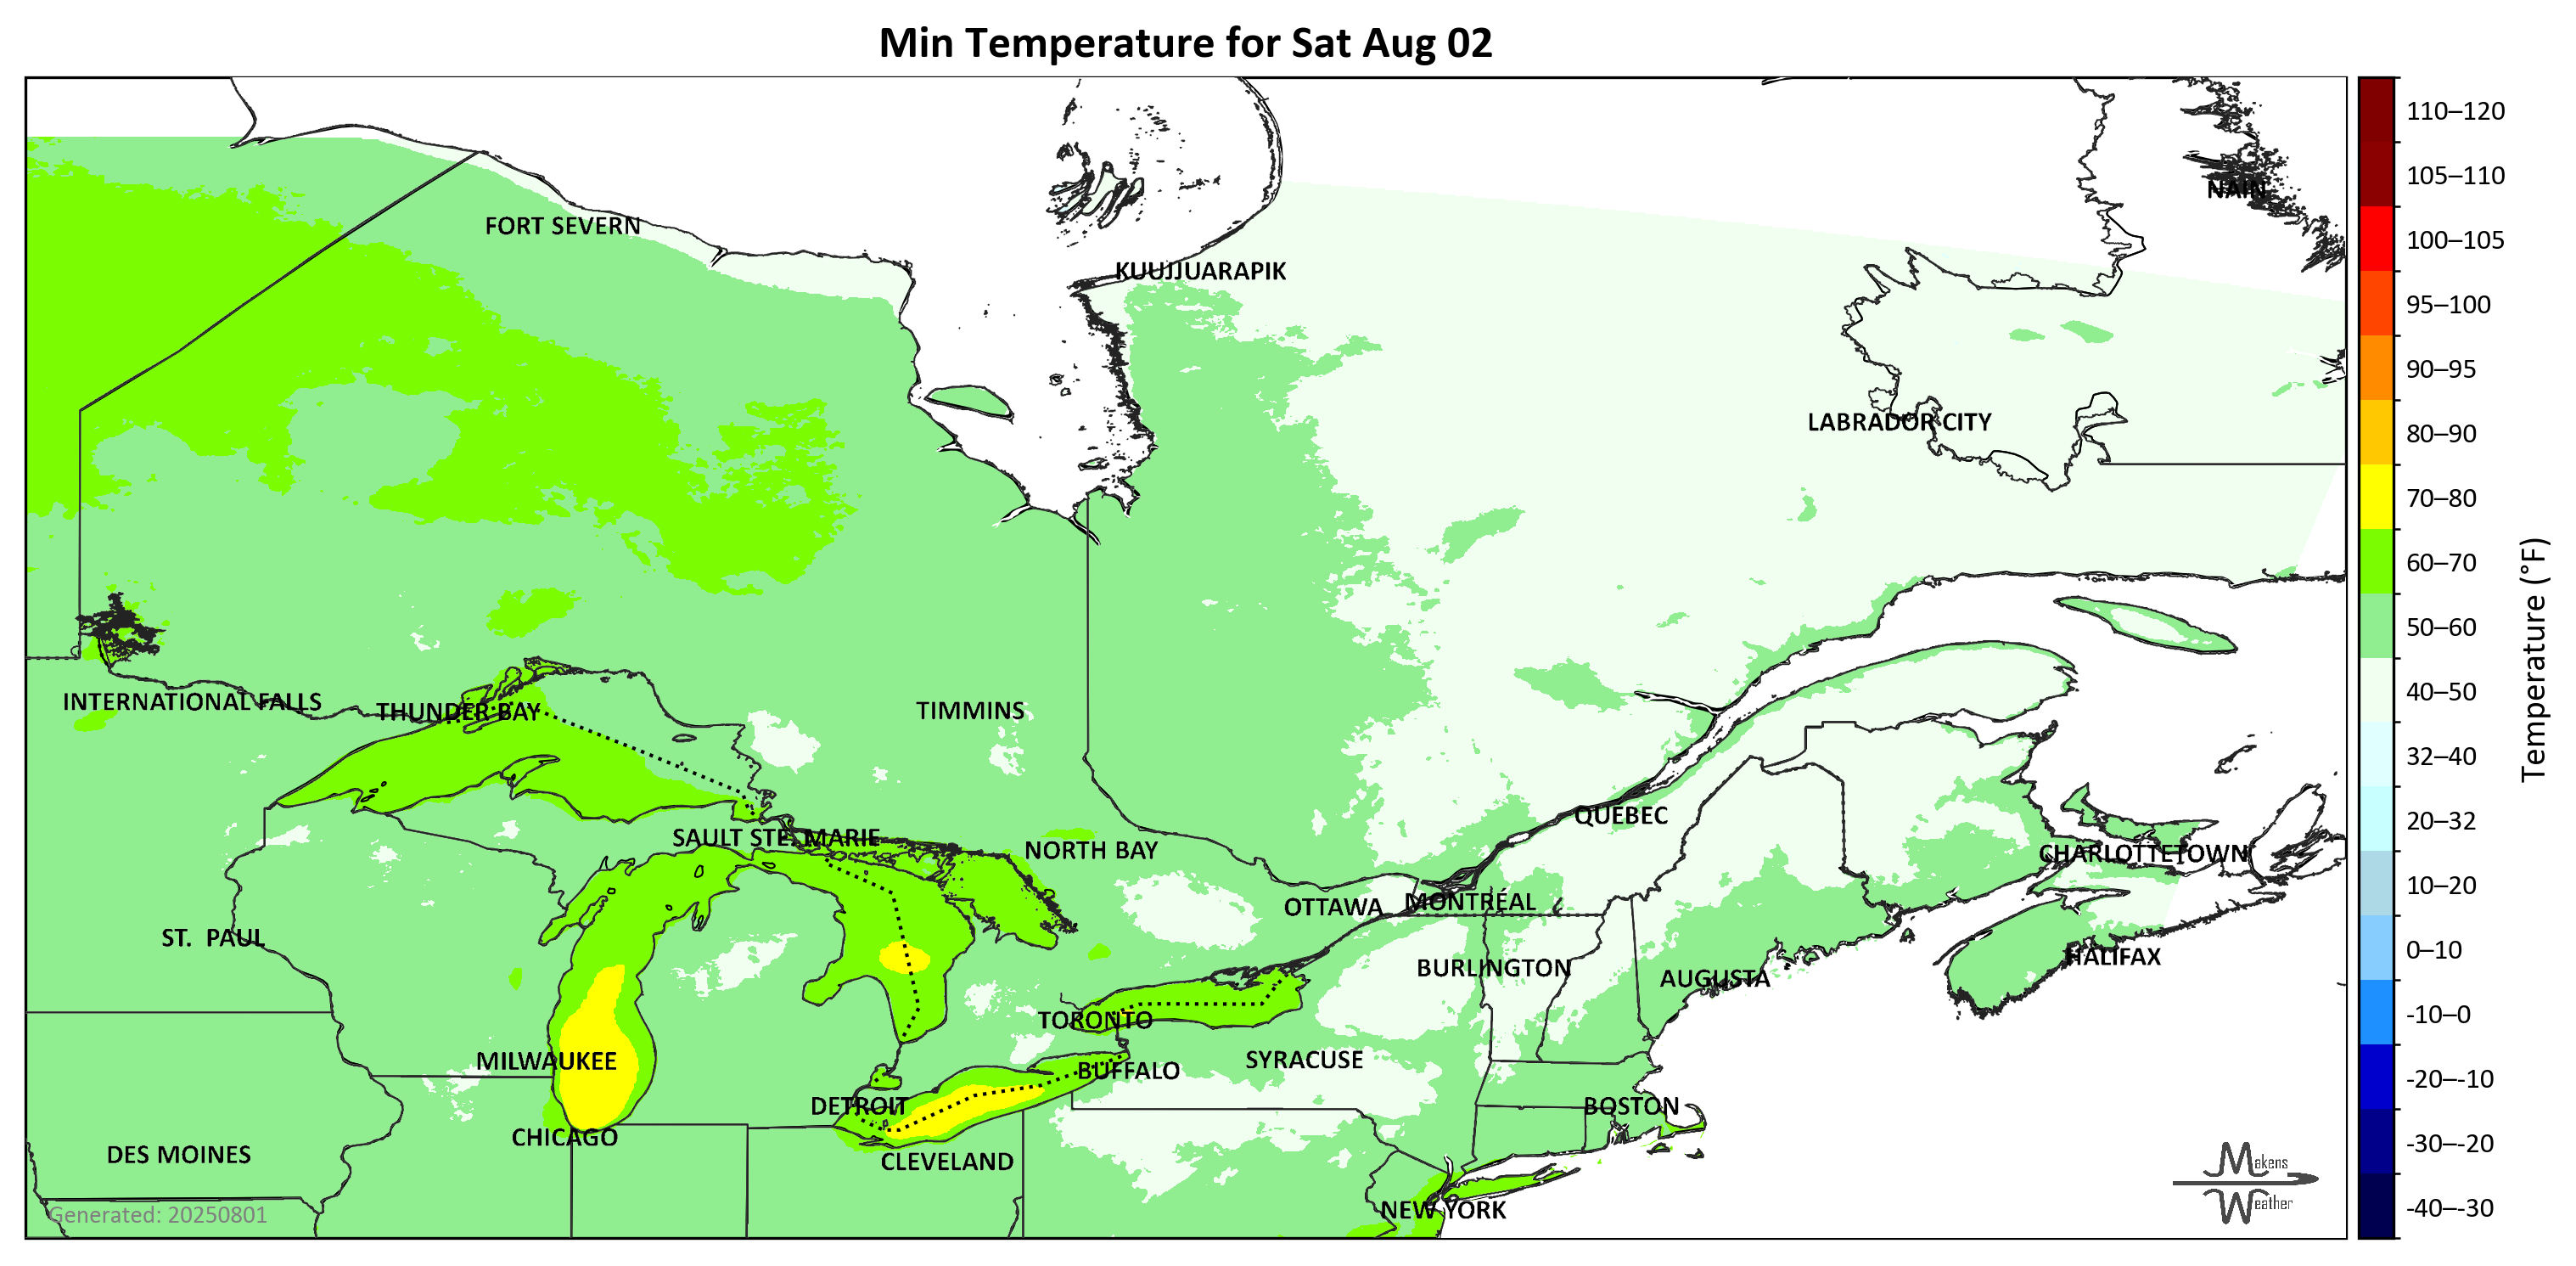 Min Temperature for Sat Aug 02
NAIN
FORT SEVERN
KUUJJUARAPIK
LABRADOR CITY
INTERNATIONAL FALLS
THUNDER BAY
TIMMINS
QUEBEC
SAULT STE. MARIE
NORTH BAY
CHARLOTTETOWN
OTTAWA
MONTRÉAL
ST. PAUL
HALIFAX
BURLINGTON
AUGUSTA
TORONTO
MILWAUKEE
SYRACUSE
BUFFALO
DETROIT
BOSTON
CHICAGO
DES MOINES
CLEVELAND
NEW YORK
Generated: 20250801
Makens
Weather
110–120
105–110
100–105
95–100
90–95
80–90
70–80
60–70
50–60
40–50
32–40
20–32
10–20
0–10
-10–0
-20–-10
-30–-20
-40–-30
Temperature (°F)